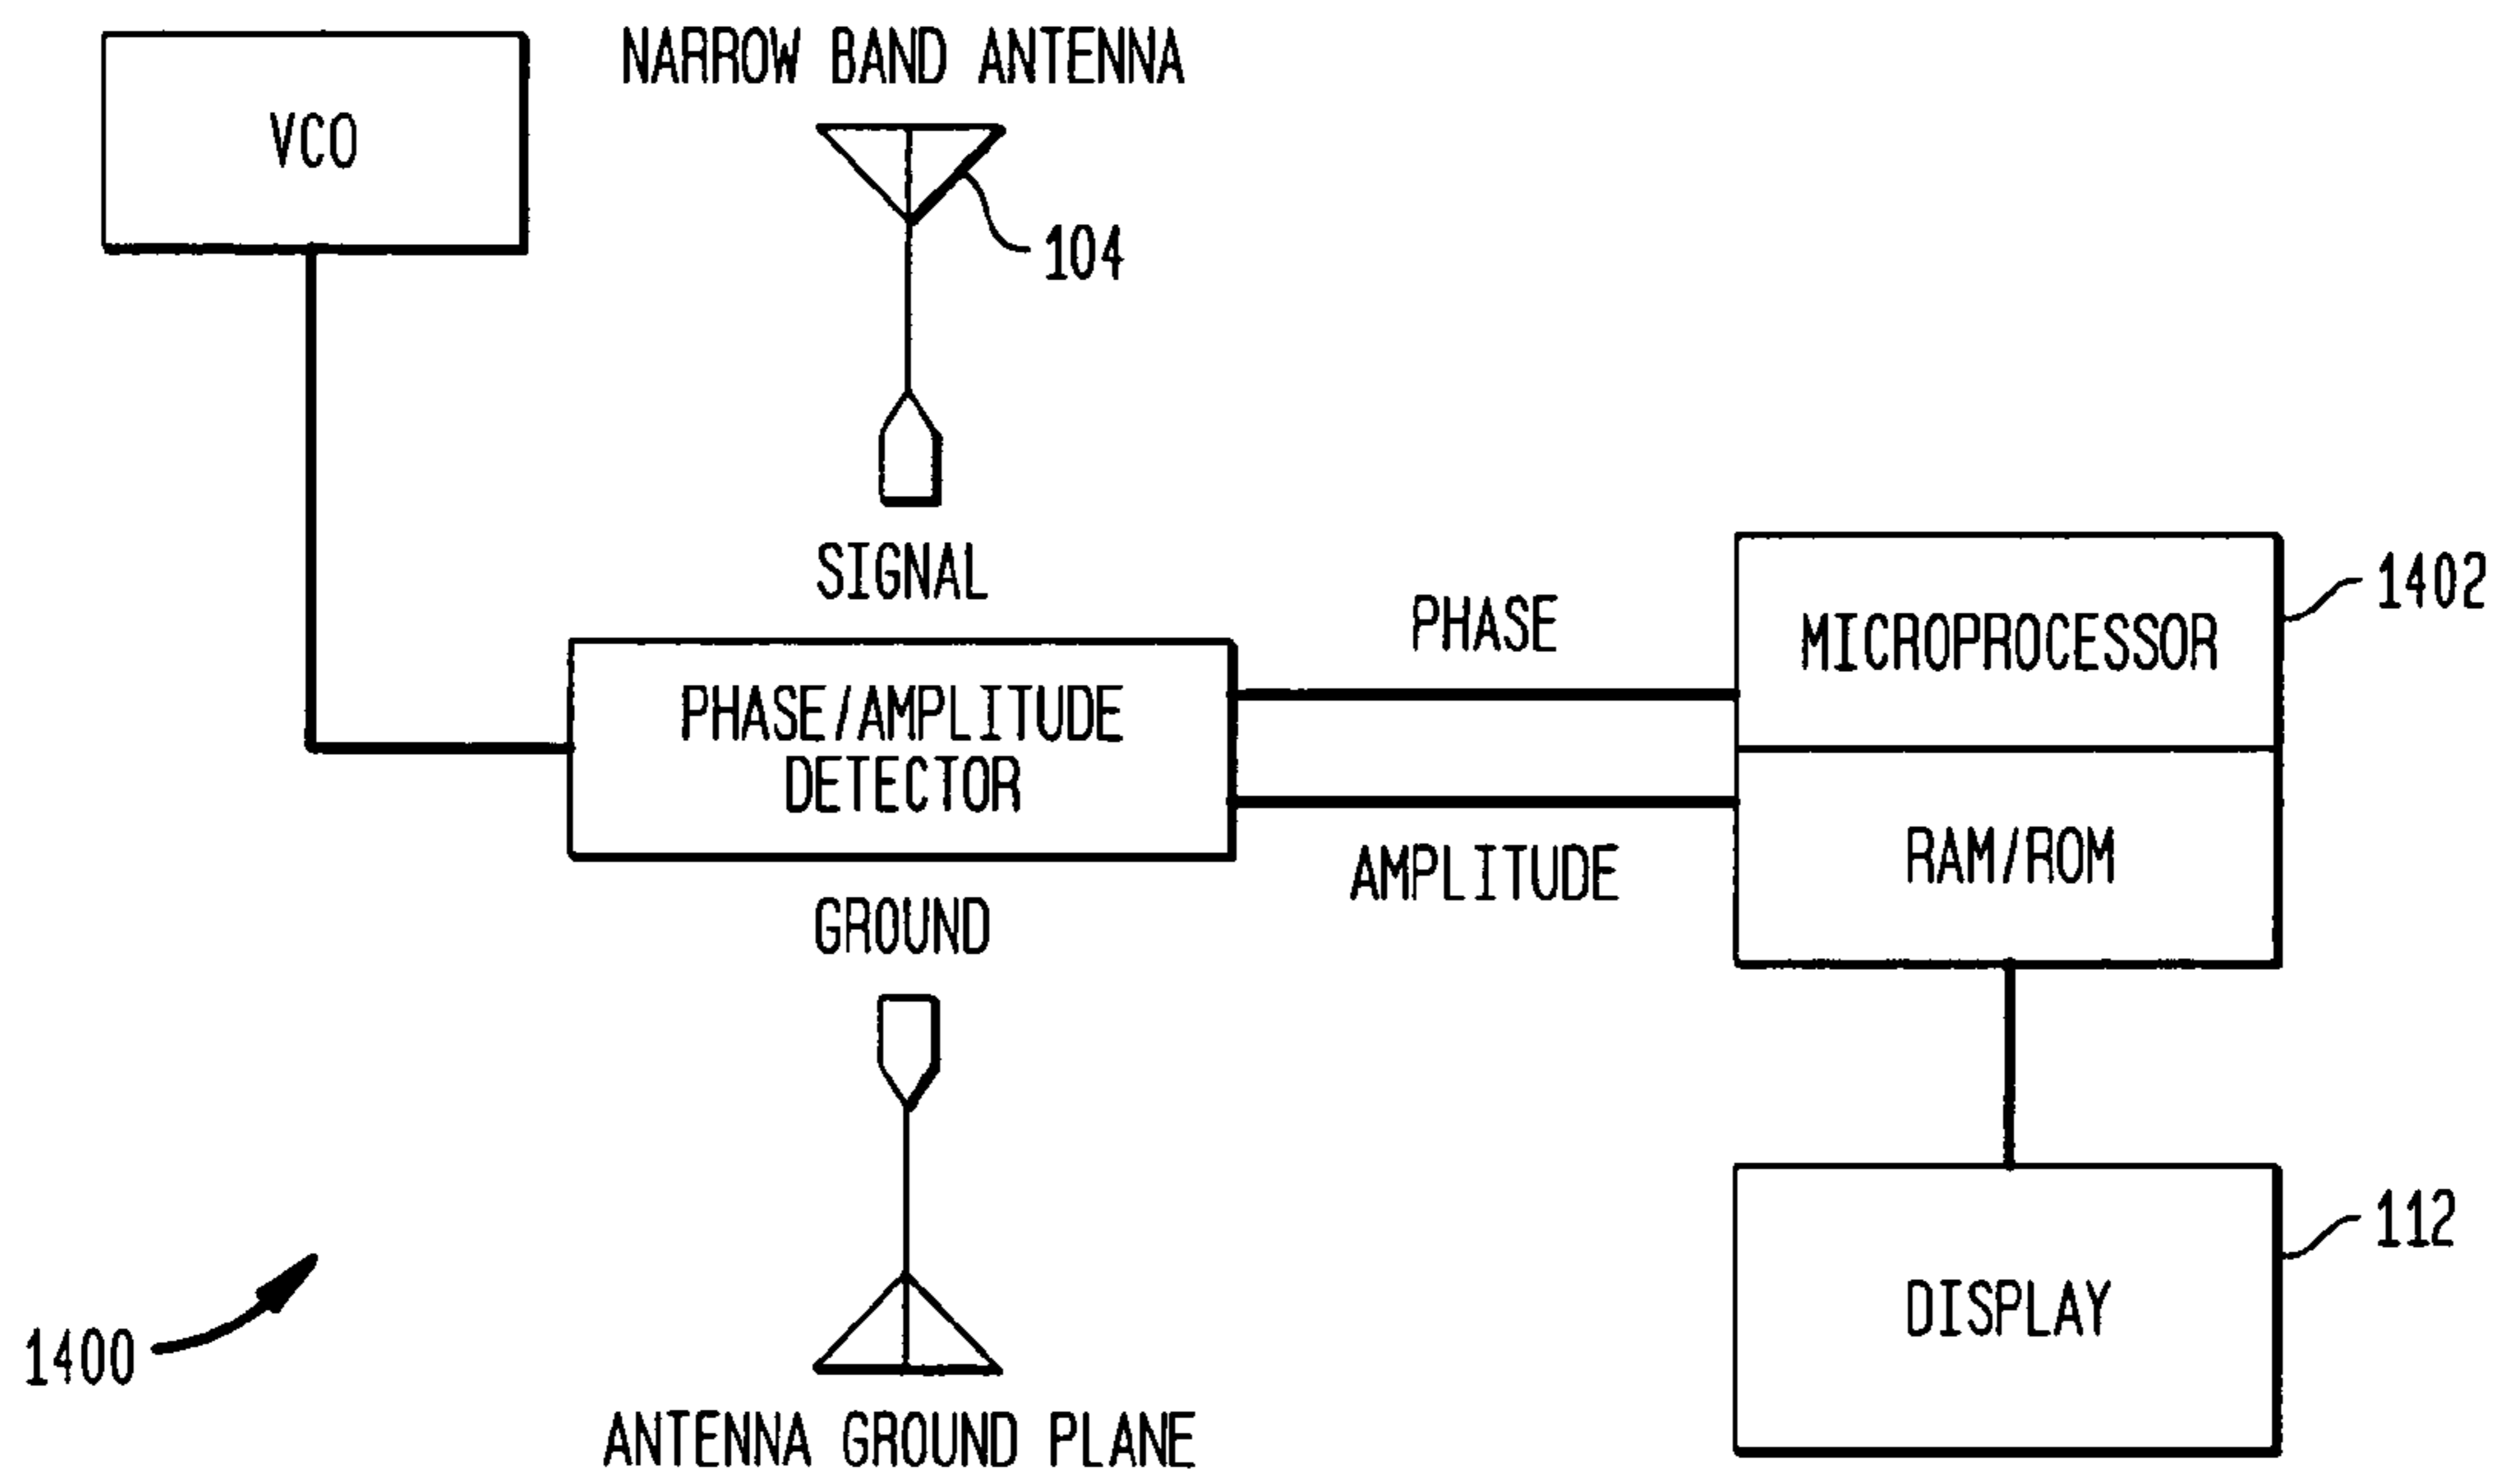 VCO
NARROW BAND ANTENNA
104
SIGNAL
PHASE/AMPLITUDE
DETECTOR
GROUND
ANTENNA GROUND PLANE
PHASE
AMPLITUDE
MICROPROCESSOR
1402
RAM/ROM
DISPLAY
112
1400